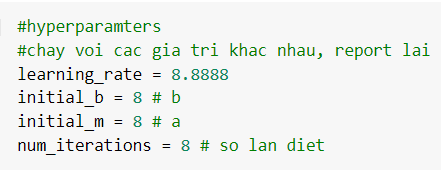 #hyperparamters
#chay voi cac gia tri khac nhau, report lai
learning_rate = 8.8888
initial_b = 8 # b
initial_m = 8 # a
num_iterations = 8 # so lan diet